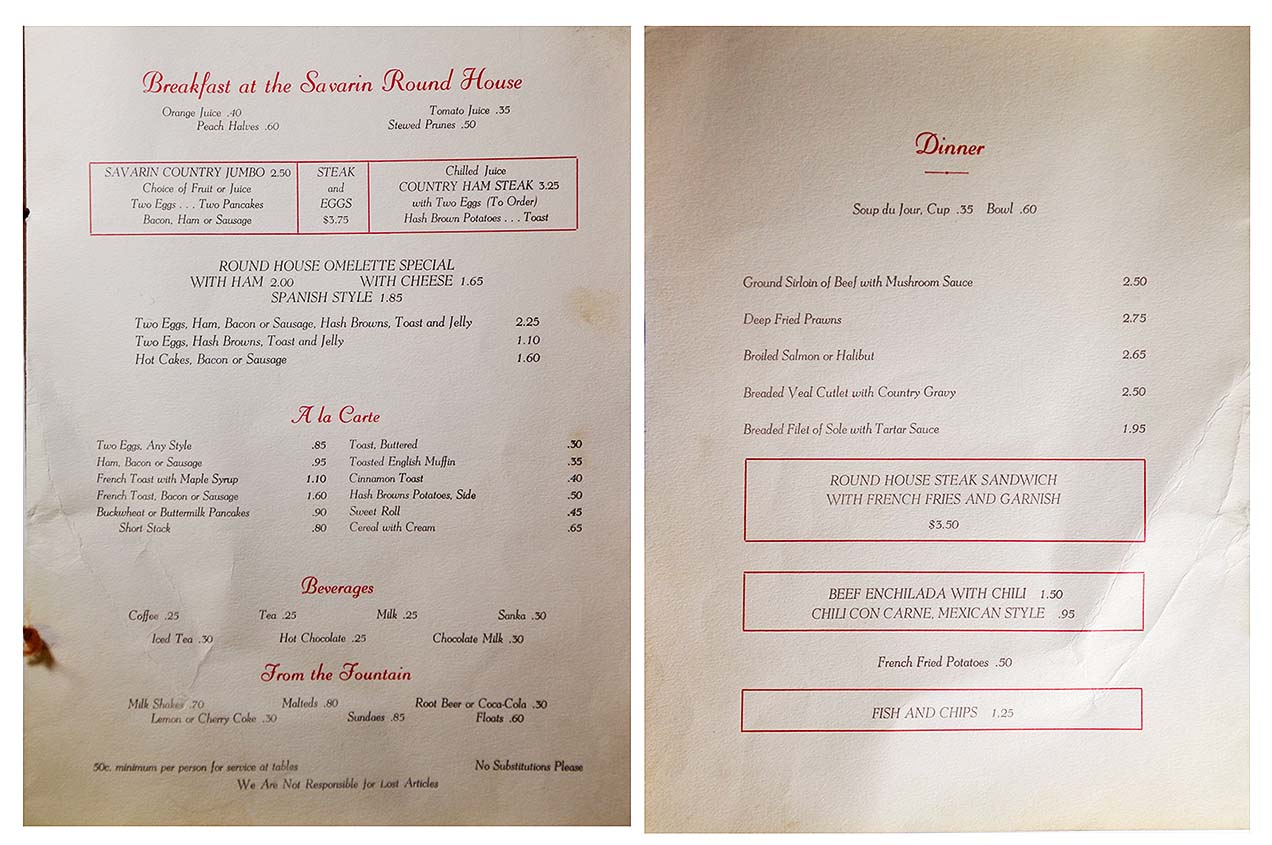 Breakfast at the Savarin Round House
Orange Juice .40 Tomato Juice .35
Peach Halves .60 Stewed Prunes .50
SAVARIN COUNTRY JUMBO 2.50
Choice of Fruit or Juice
Two Eggs . . . Two Pancakes
Bacon, Ham or Sausage
STEAK
and
EGGS
$3.75
Chilled Juice
COUNTRY HAM STEAK 3.25
with Two Eggs (To Order)
Hash Brown Potatoes . . . Toast
ROUND HOUSE OMELETTE SPECIAL
WITH HAM 2.00 WITH CHEESE 1.65
SPANISH STYLE 1.85
Two Eggs, Ham, Bacon or Sausage, Hash Browns, Toast and Jelly 2.25
Two Eggs, Hash Browns, Toast and Jelly 1.10
Hot Cakes, Bacon or Sausage 1.60
A la Carte
Two Eggs, Any Style .85
Ham, Bacon or Sausage .95
French Toast with Maple Syrup 1.10
French Toast, Bacon or Sausage 1.60
Buckwheat or Buttermilk Pancakes .90
Short Stack .80
Toast, Buttered .30
Toasted English Muffin .35
Cinnamon Toast .40
Hash Browns Potatoes, Side .50
Sweet Roll .45
Cereal with Cream .65
Beverages
Coffee .25 Tea .25 Milk .25 Sanka .30
Iced Tea .30 Hot Chocolate .25 Chocolate Milk .30
From the Fountain
Milk Shakes .70 Malteds .80 Root Beer or Coca-Cola .30
Lemon or Cherry Coke .30 Sundaes .85 Floats .60
50c. minimum per person for service at tables No Substitutions Please
We Are Not Responsible for Lost Articles
Dinner
Soup du Jour, Cup .35 Bowl .60
Ground Sirloin of Beef with Mushroom Sauce 2.50
Deep Fried Prawns 2.75
Broiled Salmon or Halibut 2.65
Breaded Veal Cutlet with Country Gravy 2.50
Breaded Filet of Sole with Tartar Sauce 1.95
ROUND HOUSE STEAK SANDWICH
WITH FRENCH FRIES AND GARNISH
$3.50
BEEF ENCHILADA WITH CHILI 1.50
CHILI CON CARNE, MEXICAN STYLE .95
French Fried Potatoes .50
FISH AND CHIPS 1.25